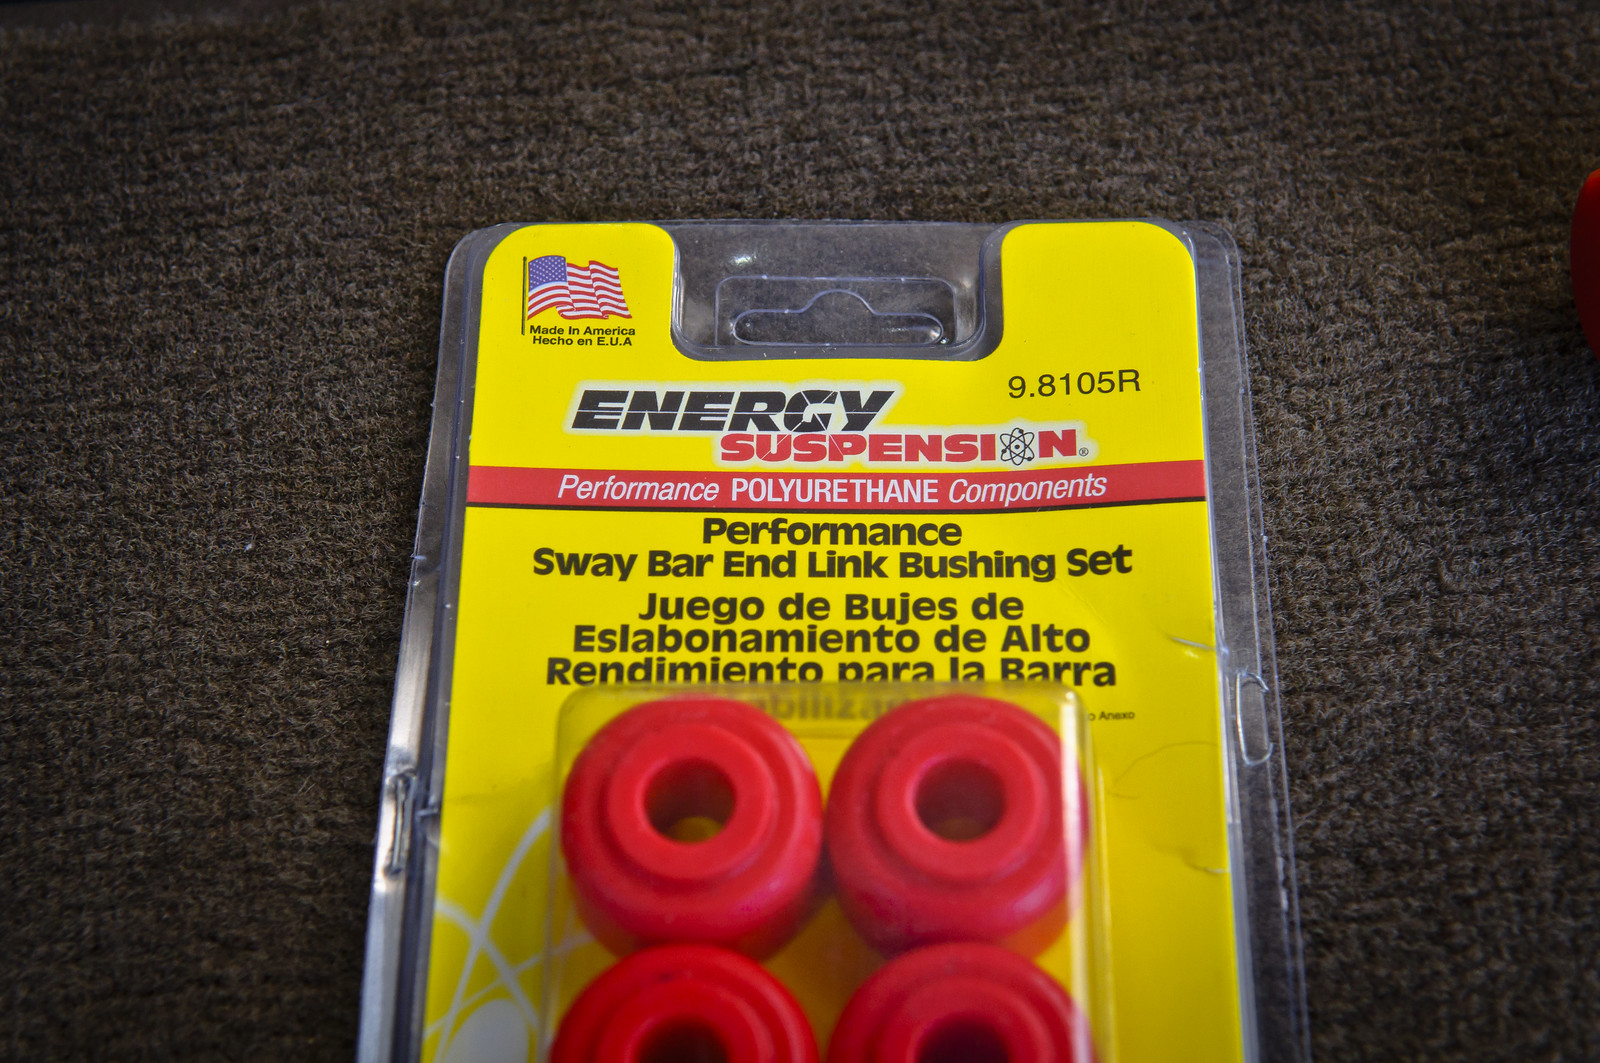 Made In America
Hecho en E.U.A
9.8105R
ENERGY
SUSPENSION®
Performance POLYURETHANE Components
Performance
Sway Bar End Link Bushing Set
Juego de Bujes de
Eslabonamiento de Alto
Rendimiento para la Barra
Anexo